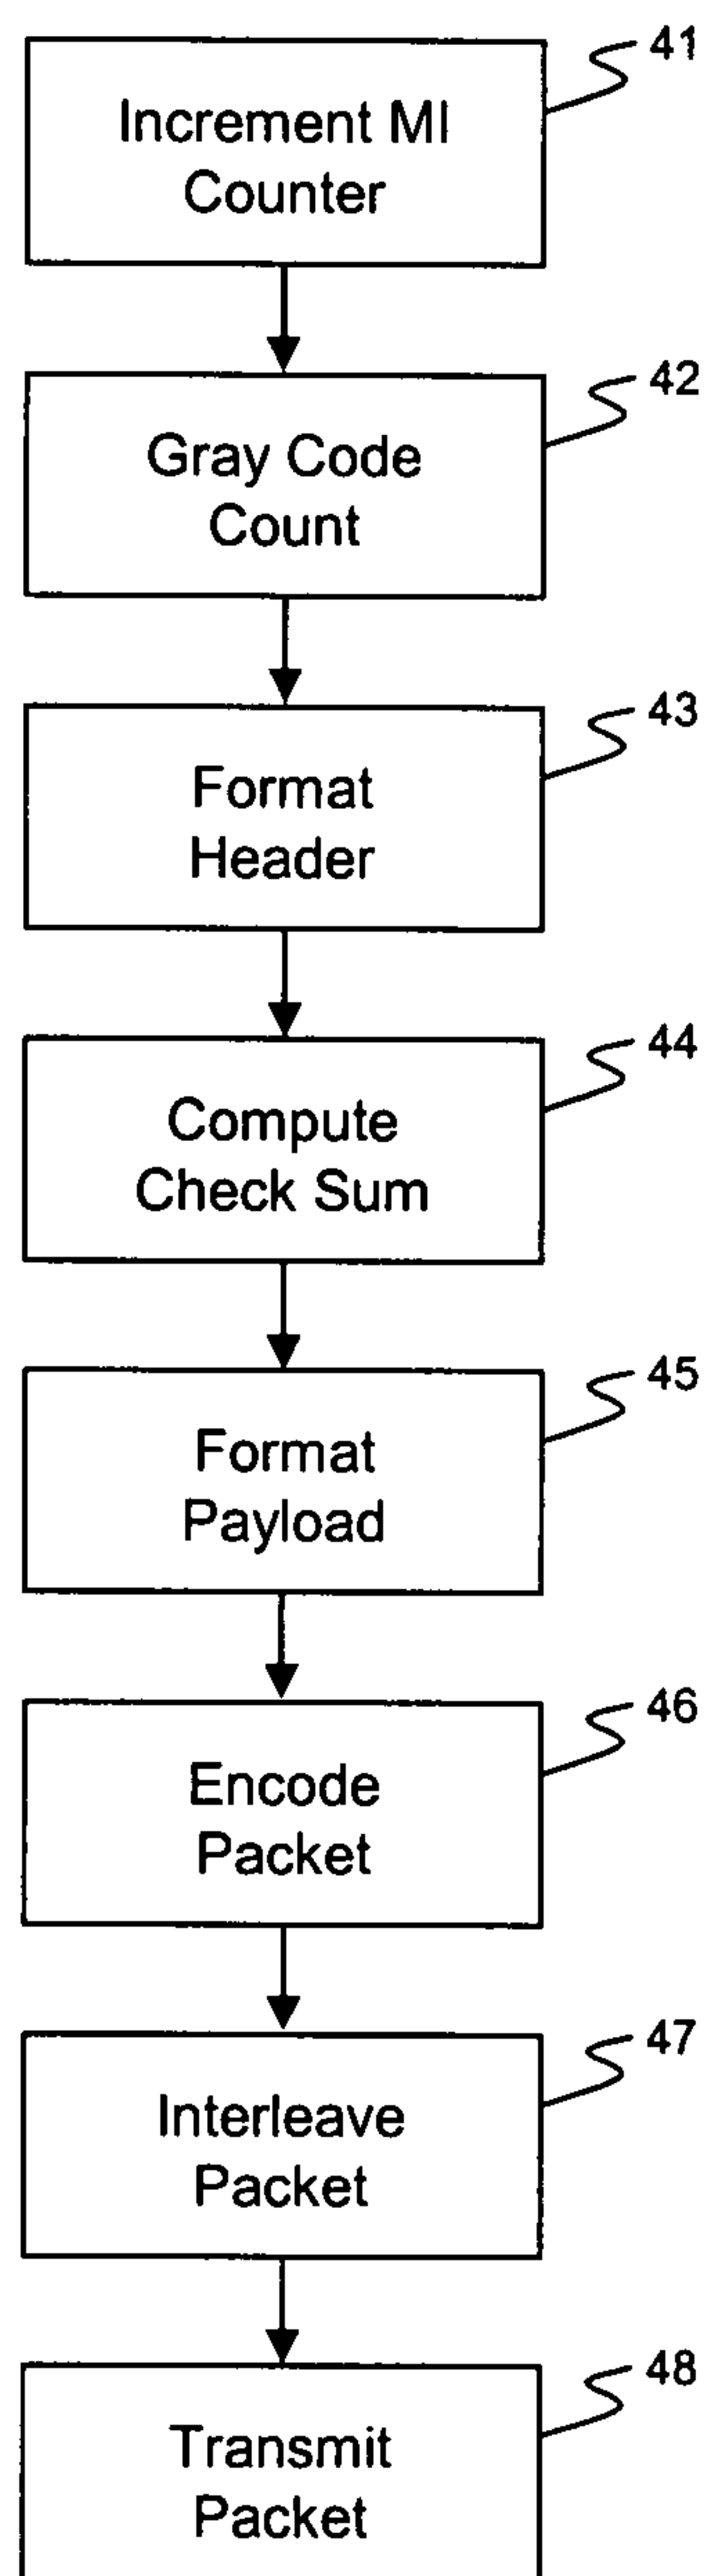 41
Increment MI
Counter
42
Gray Code
Count
43
Format
Header
44
Compute
Check Sum
45
Format
Payload
46
Encode
Packet
47
Interleave
Packet
48
Transmit
Packet